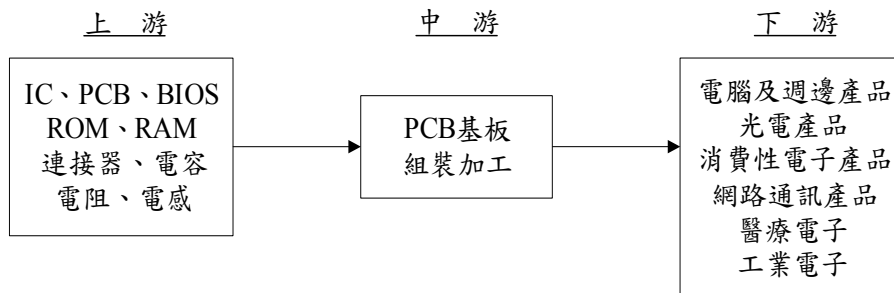 上 游
中 游
下 游
IC、PCB、BIOS
ROM、RAM
連接器、電容
電阻、電感
PCB基板
組裝加工
電腦及週邊產品
光電產品
消費性電子產品
網路通訊產品
醫療電子
工業電子